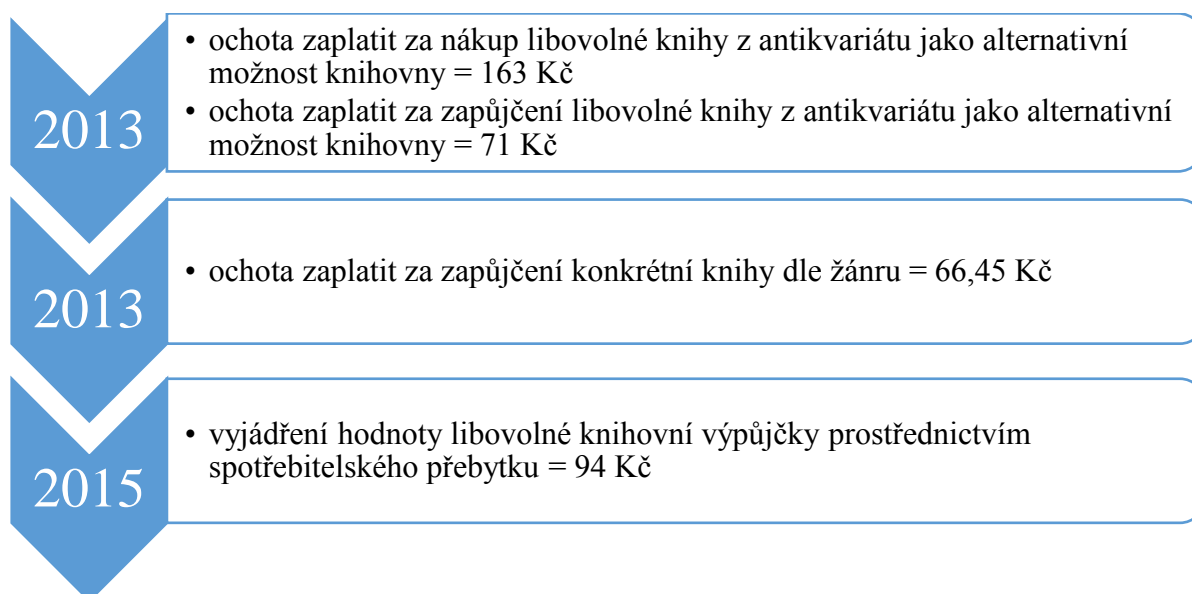 2013
• ochota zaplatit za nákup libovolné knihy z antikvariátu jako alternativní
možnost knihovny = 163 Kč
• ochota zaplatit za zapůjčení libovolné knihy z antikvariátu jako alternativní
možnost knihovny = 71 Kč
2013
• ochota zaplatit za zapůjčení konkrétní knihy dle žánru = 66,45 Kč
2015
• vyjádření hodnoty libovolné knihovní výpůjčky prostřednictvím
spotřebitelského přebytku = 94 Kč